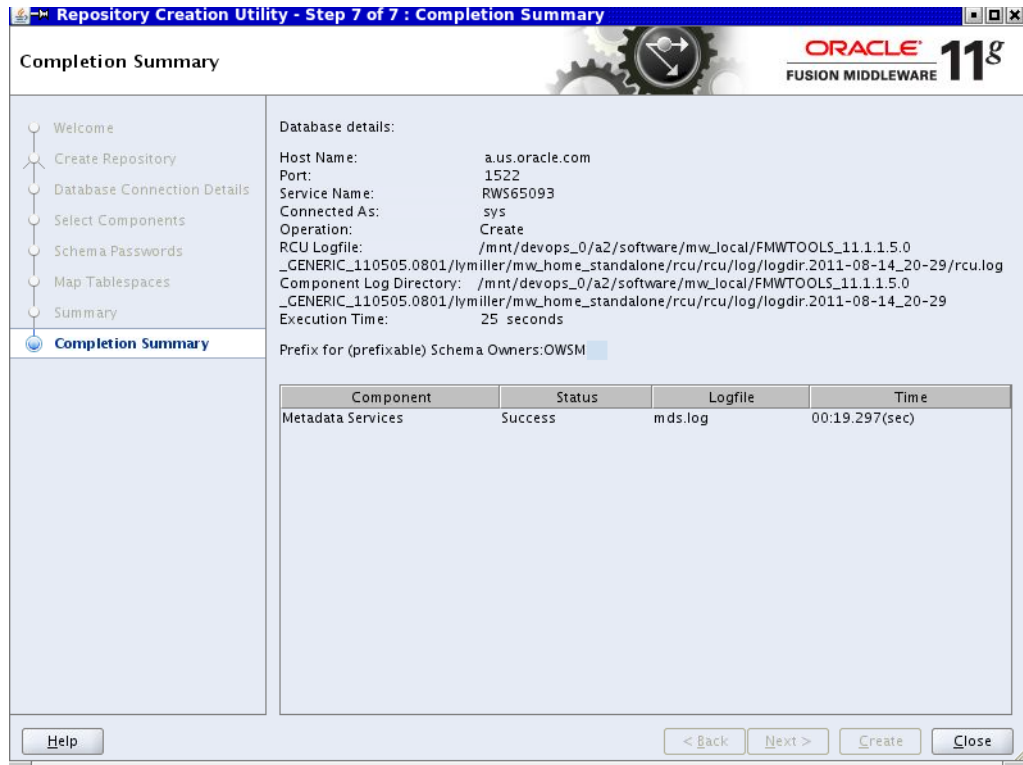 Repository Creation Utility - Step 7 of 7 : Completion Summary
Completion Summary
ORACLE
FUSION MIDDLEWARE
11g
Welcome
Create Repository
Database Connection Details
Select Components
Schema Passwords
Map Tablespaces
Summary
Completion Summary
Database details:
Host Name: a.us.oracle.com
Port: 1522
Service Name: RWS65093
Connected As: sys
Operation: Create
RCU Logfile: /mnt/devops_0/a2/software/mw_local/FMWTOOLS_11.1.1.5.0
_GENERIC_110505.0801/lymiller/mw_home_standalone/rcu/rcu/log/logdir.2011-08-14_20-29/rcu.log
Component Log Directory: /mnt/devops_0/a2/software/mw_local/FMWTOOLS_11.1.1.5.0
_GENERIC_110505.0801/lymiller/mw_home_standalone/rcu/rcu/log/logdir.2011-08-14_20-29
Execution Time: 25 seconds
Prefix for (prefixable) Schema Owners:OWSM
Component Status Logfile Time
Metadata Services Success mds.log 00:19.297(sec)
Help < Back Next > Create Close